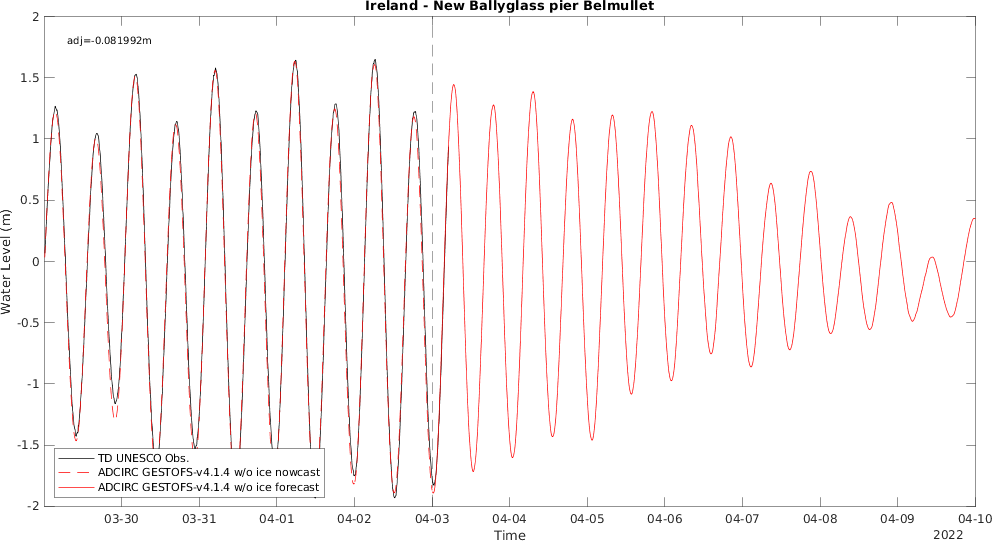 Ireland - New Ballyglass pier Belmullet
adj=-0.081992m
2
1.5
1
0.5
0
-0.5
-1
-1.5
-2
Water Level (m)
TD UNESCO Obs.
ADCIRC GESTOFS-v4.1.4 w/o ice nowcast
ADCIRC GESTOFS-v4.1.4 w/o ice forecast
03-30 03-31 04-01 04-02 04-03 04-04 04-05 04-06 04-07 04-08 04-09 04-10
Time
2022